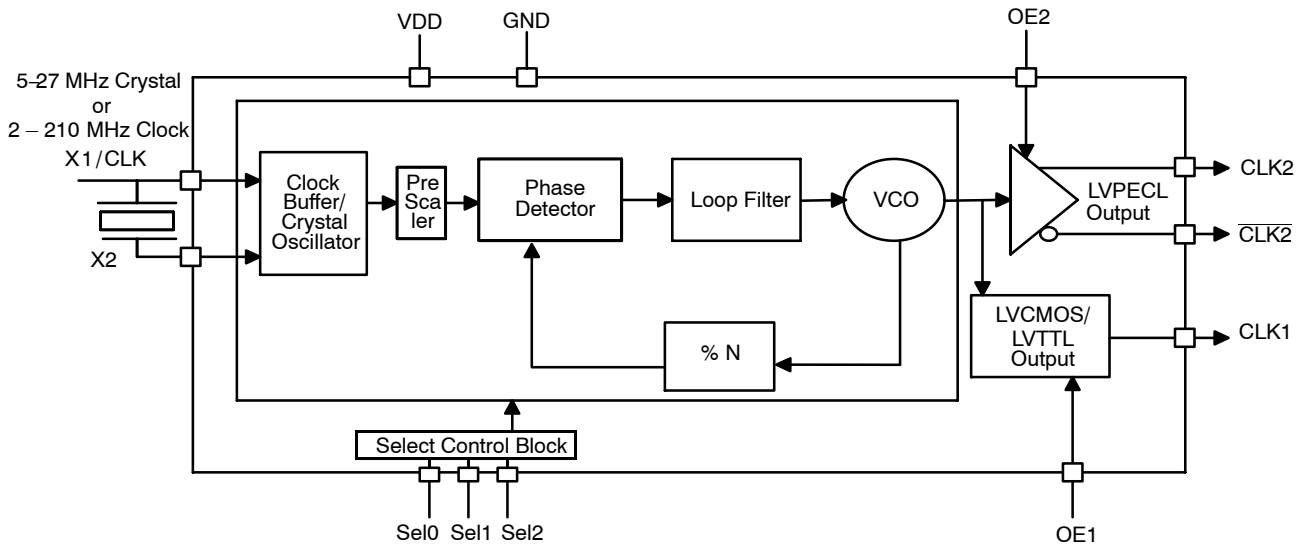 VDD
GND
OE2
5–27 MHz Crystal
or
2 – 210 MHz Clock
X1/CLK
X2
Clock
Buffer/
Crystal
Oscillator
Pre
Sca
ler
Phase
Detector
Loop Filter
VCO
% N
LVPECL
Output
CLK2
CLK2
LVCMOS/
LVTTL
Output
CLK1
Select Control Block
Sel0
Sel1
Sel2
OE1